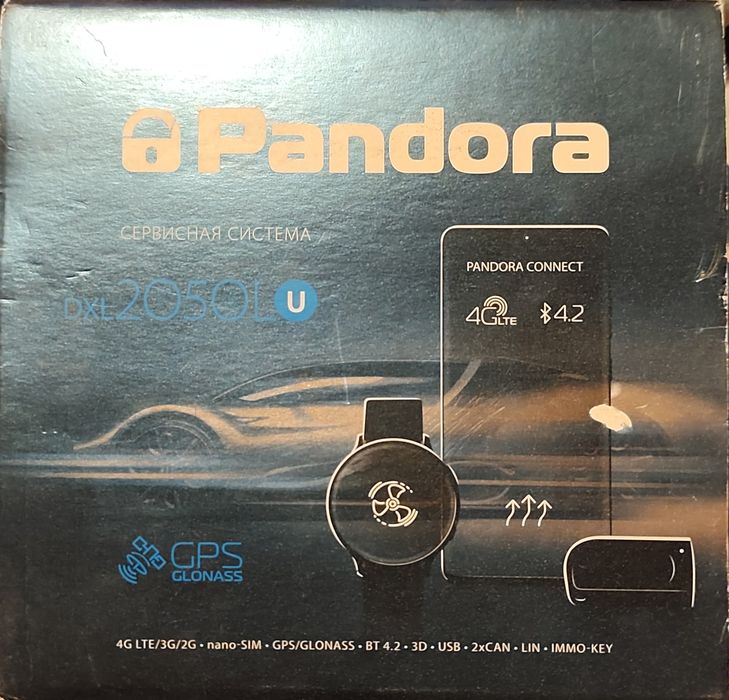 Pandora
СЕРВИСНАЯ СИСТЕМА
PANDORA CONNECT
DXL 2050L U
4G LTE 4.2
GPS
GLONASS
4G LTE/3G/2G • nano-SIM • GPS/GLONASS • BT 4.2 • 3D • USB • 2xCAN • LIN • IMMO-KEY